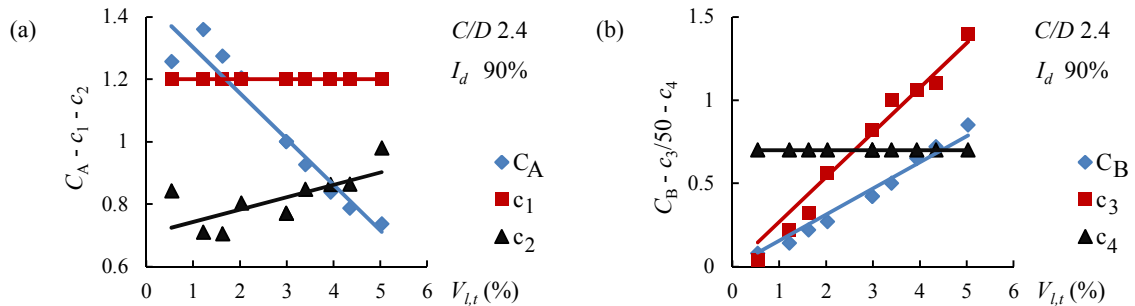 (a)
C_A - c_1 - c_2
1.4
1.2
1
0.8
0.6
0 1 2 3 4 5 6
V_{l,t} (%)
C/D 2.4
I_d 90%
C_A
c_1
c_2
(b)
C_B - c_3/50 - c_4
1.5
1
0.5
0
0 1 2 3 4 5 6
V_{l,t} (%)
C/D 2.4
I_d 90%
C_B
c_3
c_4